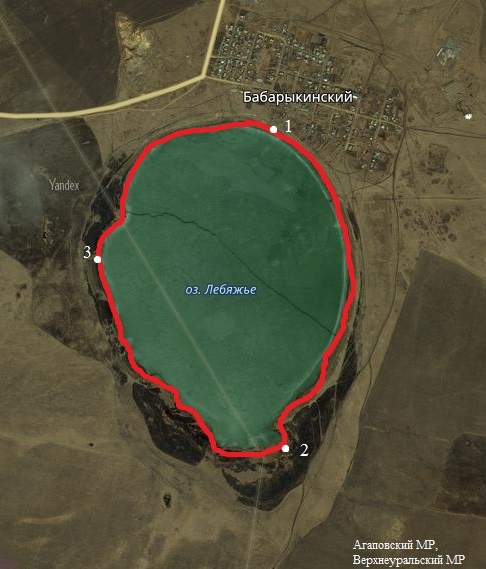 Бабарыкинский
1
Yandex
3
оз. Лебяжье
2
Агаповский МР,
Верхнеуральский МР